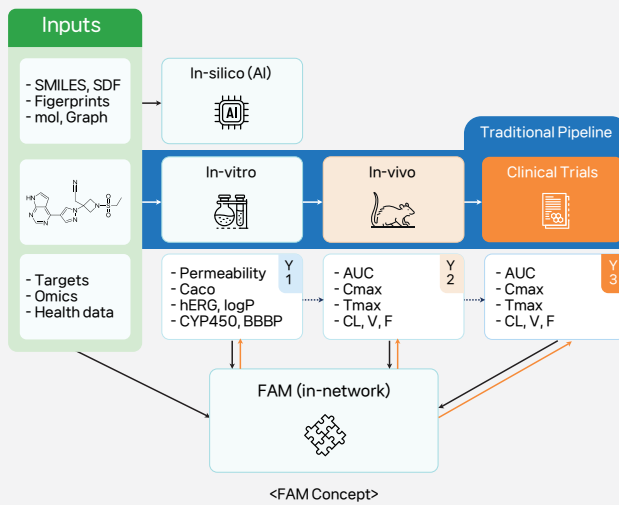 Inputs
- SMILES, SDF
- Figerprints
- mol, Graph
In-silico (AI)
AI
Traditional Pipeline
HN
N
N
N
N
N
N
O
S
O
In-vitro
In-vivo
Clinical Trials
- Targets
- Omics
- Health data
- Permeability
- Caco
- hERG, logP
- CYP450, BBBP
Y
1
- AUC
- Cmax
- Tmax
- CL, V, F
Y
2
- AUC
- Cmax
- Tmax
- CL, V, F
Y
3
FAM (in-network)
<FAM Concept>